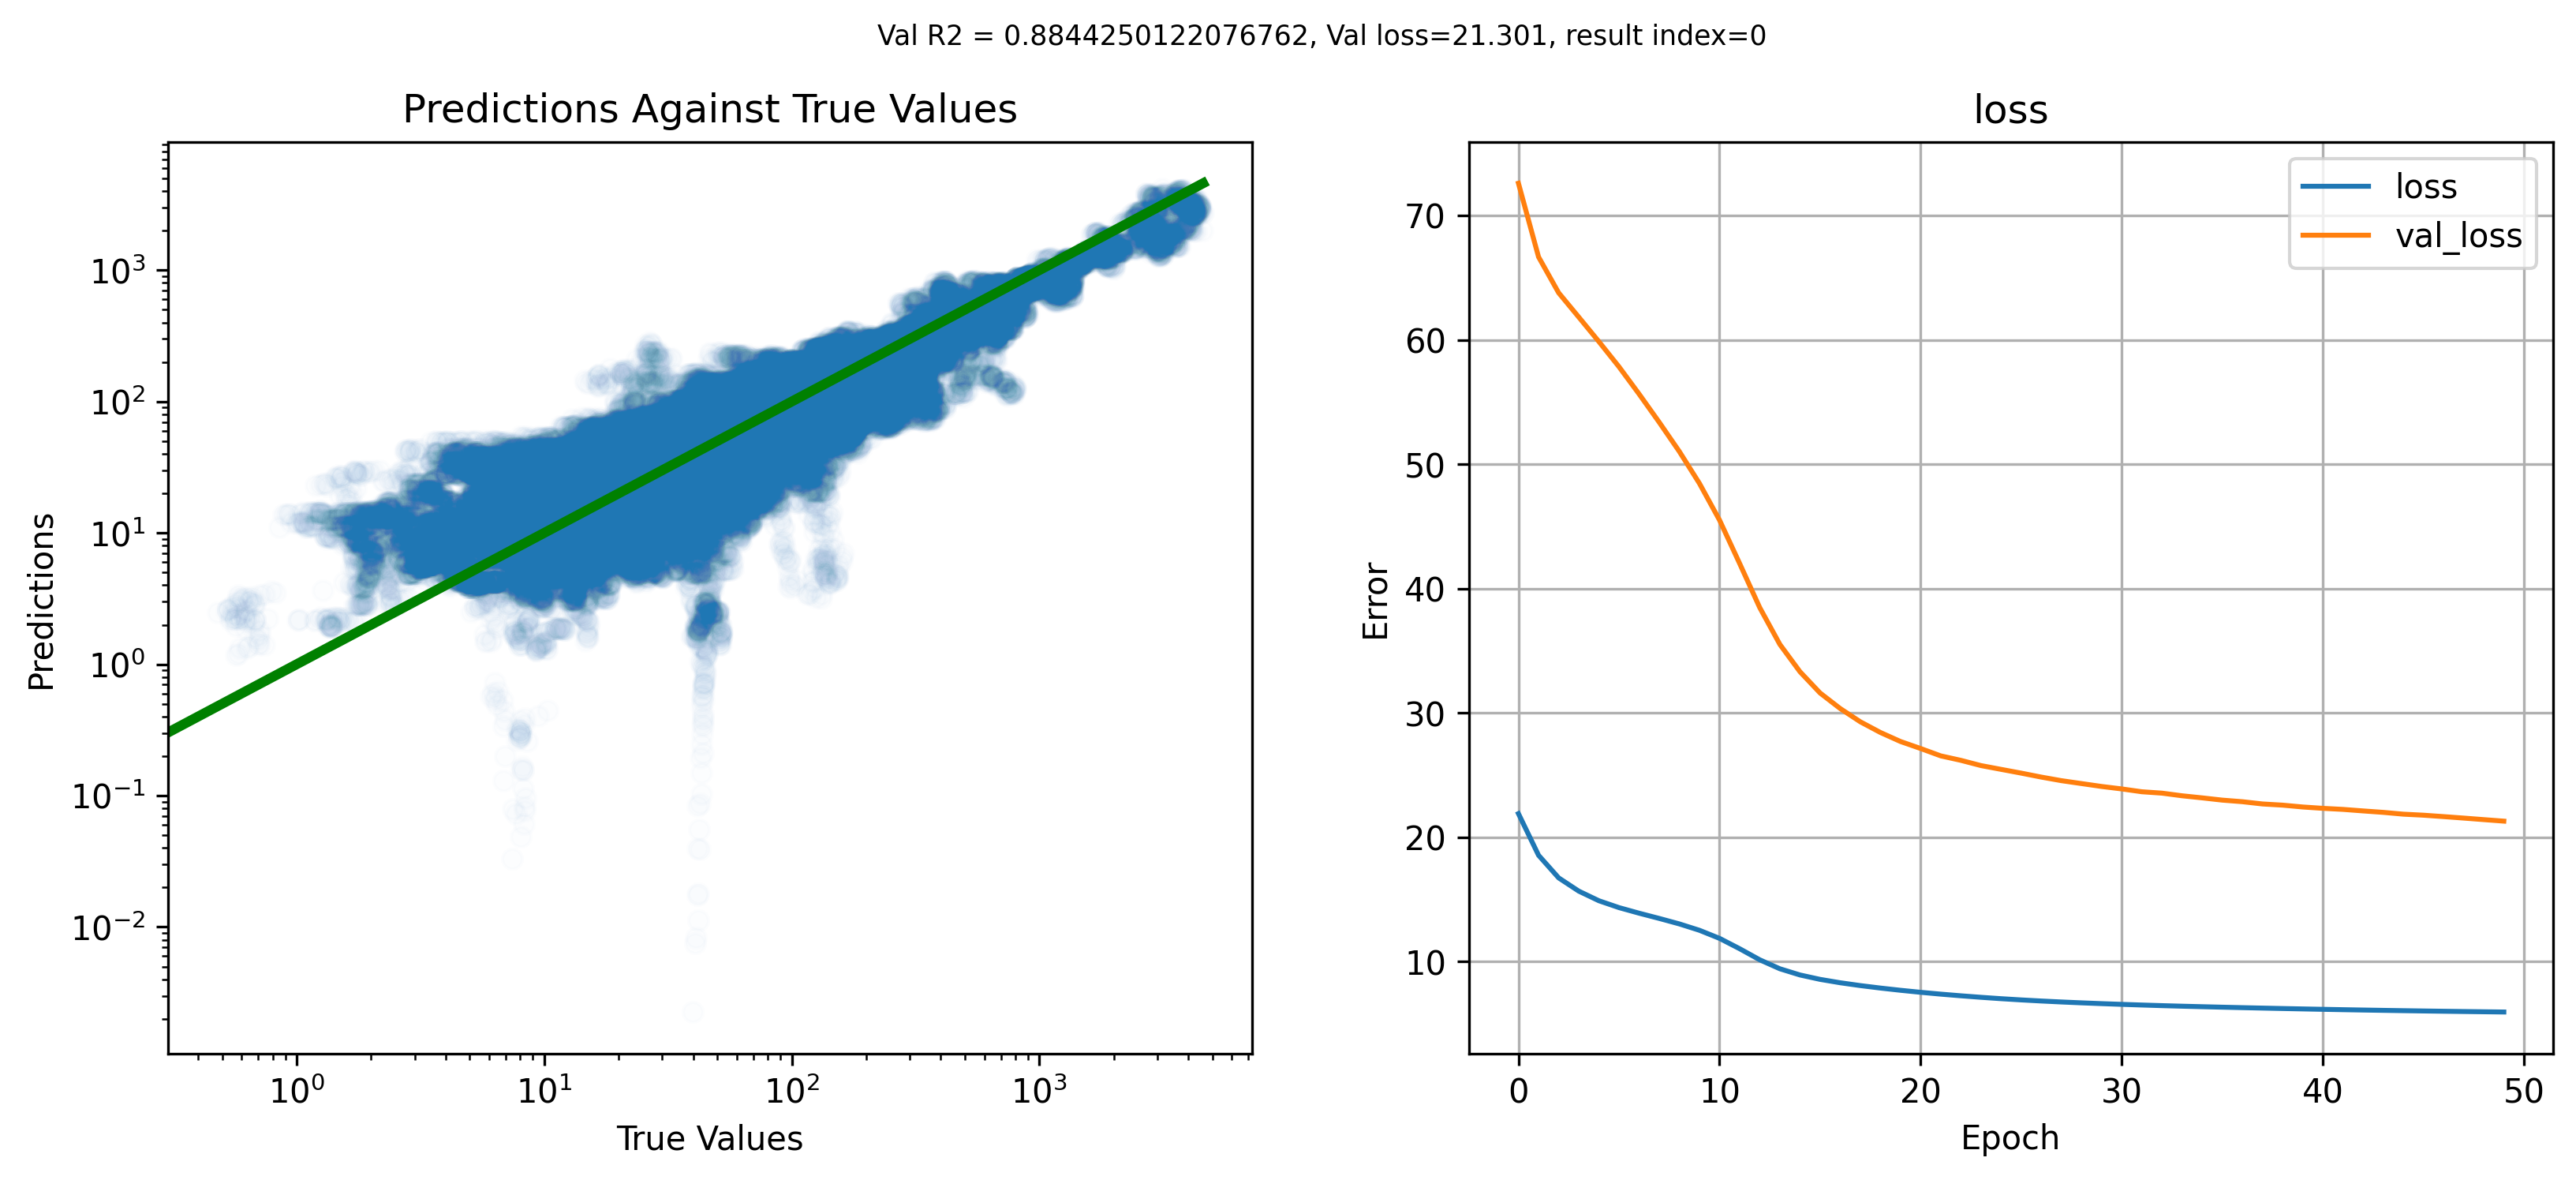 Val R2 = 0.8844250122076762, Val loss=21.301, result index=0
Predictions Against True Values
Predictions
10³
10²
10¹
10⁰
10⁻¹
10⁻²
10⁰ 10¹ 10² 10³
True Values
loss
loss
val_loss
Error
70
60
50
40
30
20
10
0 10 20 30 40 50
Epoch